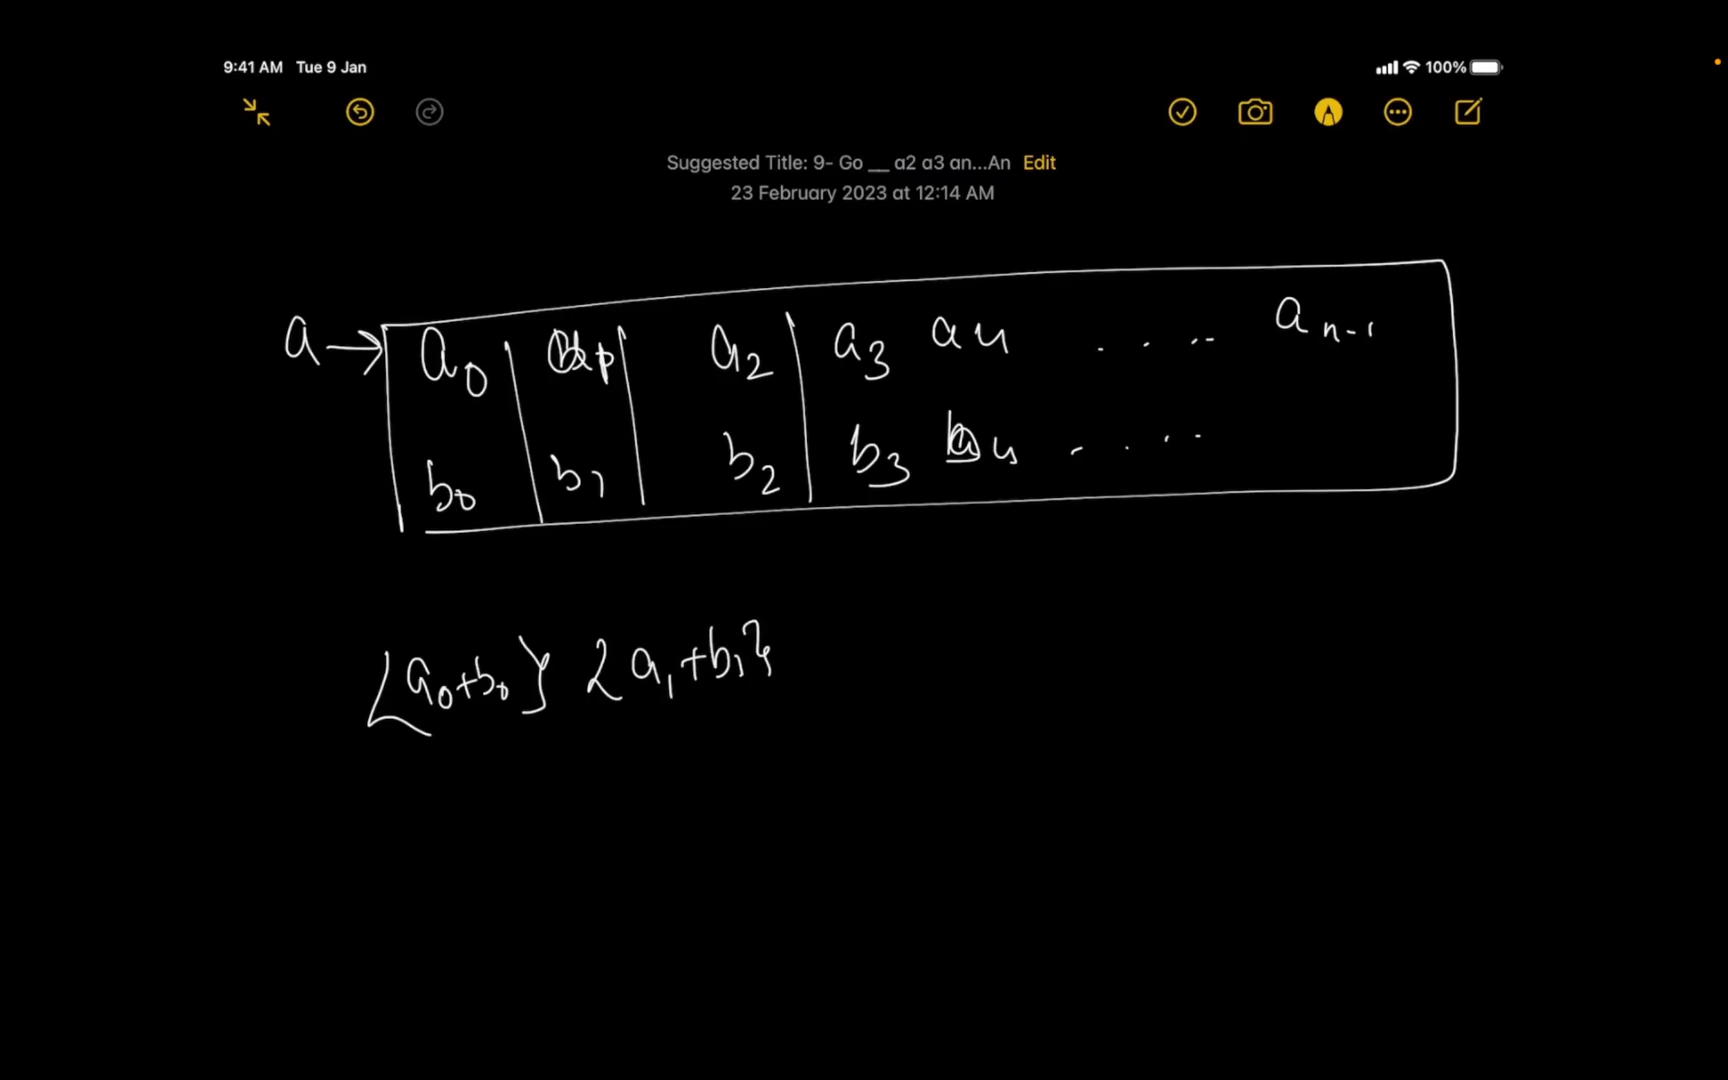 9:41 AM Tue 9 Jan 100%
Suggested Title: 9- Go __ a2 a3 an...An Edit
23 February 2023 at 12:14 AM
a → a₀ a₂ a₃ a₄ . . . . . aₙ₋₁
b₀ b₁ b₂ b₃ b₄ . . . .
{a₀+b₀} {a₁+b₁}